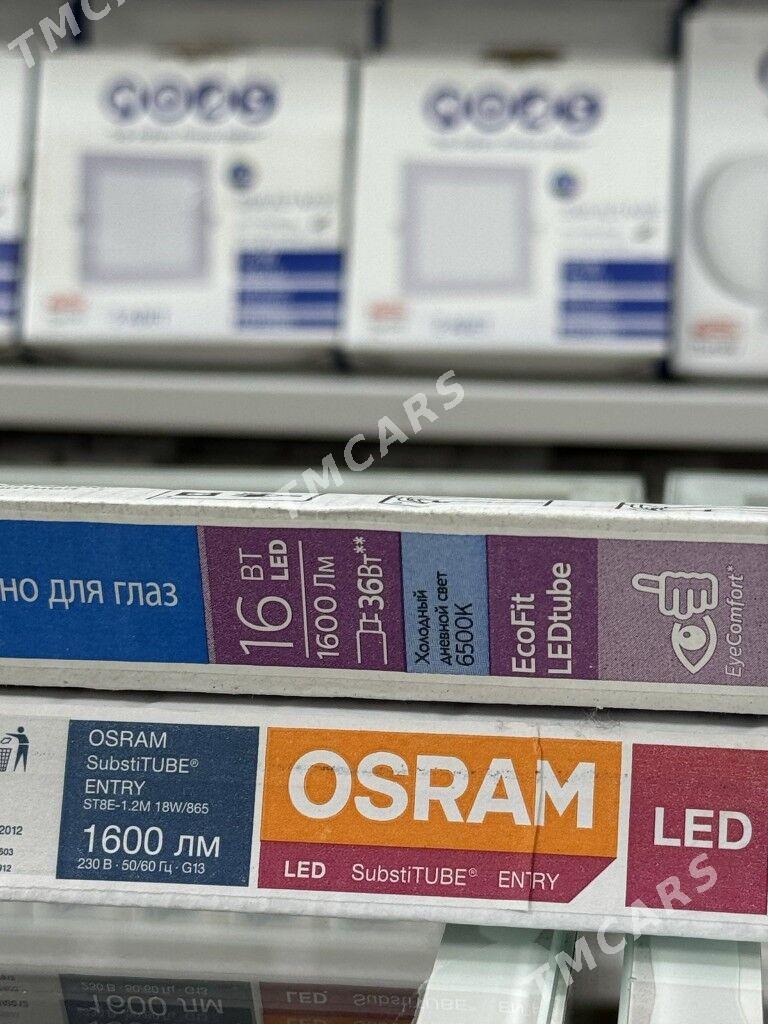 TMCARS
но для глаз
16 Вт
LED
1600 Лм
36Вт**
Холодный
дневной свет
6500K
EcoFit
LEDtube
EyeComfort*
TMCARS
OSRAM
SubstiTUBE®
ENTRY
ST8E-1.2M 18W/865
1600 лм
230 В · 50/60 Гц · G13
OSRAM
LED SubstiTUBE® ENTRY
LED
2012
TMCARS
TMCARS